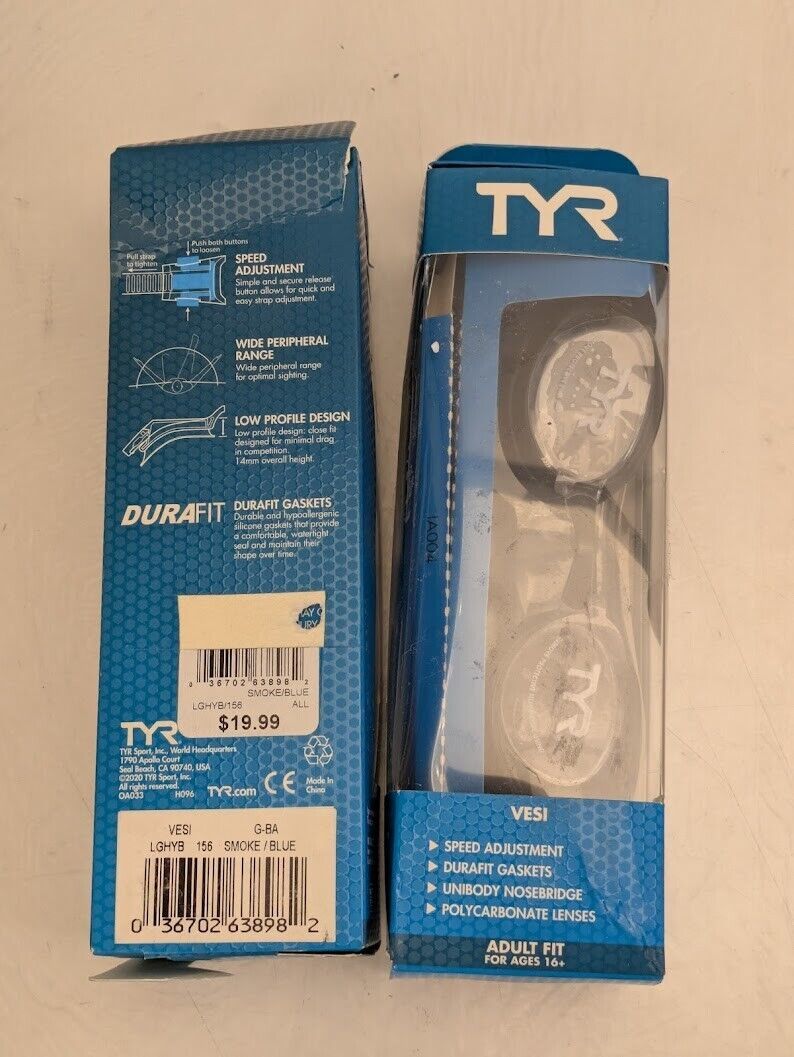 Pull strap
to tighten
Push both buttons
to loosen
SPEED
ADJUSTMENT
Simple and secure release
button allows for quick and
easy strap adjustment.
WIDE PERIPHERAL
RANGE
Wide peripheral range
for optimal sighting.
LOW PROFILE DESIGN
Low profile design: close fit
designed for minimal drag
in competition.
14mm overall height.
DURAFIT
DURAFIT GASKETS
Durable and hypoallergenic
silicone gaskets that provide
a comfortable, watertight
seal and maintain their
shape over time.
0 36702 63898 2
SMOKE/BLUE
LGHYB/156 ALL
$19.99
TYR
TYR Sport, Inc., World Headquarters
1790 Apollo Court
Seal Beach, CA 90740, USA
©2020 TYR Sport, Inc.
All rights reserved.
OA033 H096
TYR.com
CE
Made In
China
VESI G-BA
LGHYB 156 SMOKE / BLUE
0 36702 63898 2
TYR
TYR
IA004
TYR
VESI
SPEED ADJUSTMENT
DURAFIT GASKETS
UNIBODY NOSEBRIDGE
POLYCARBONATE LENSES
ADULT FIT
FOR AGES 16+